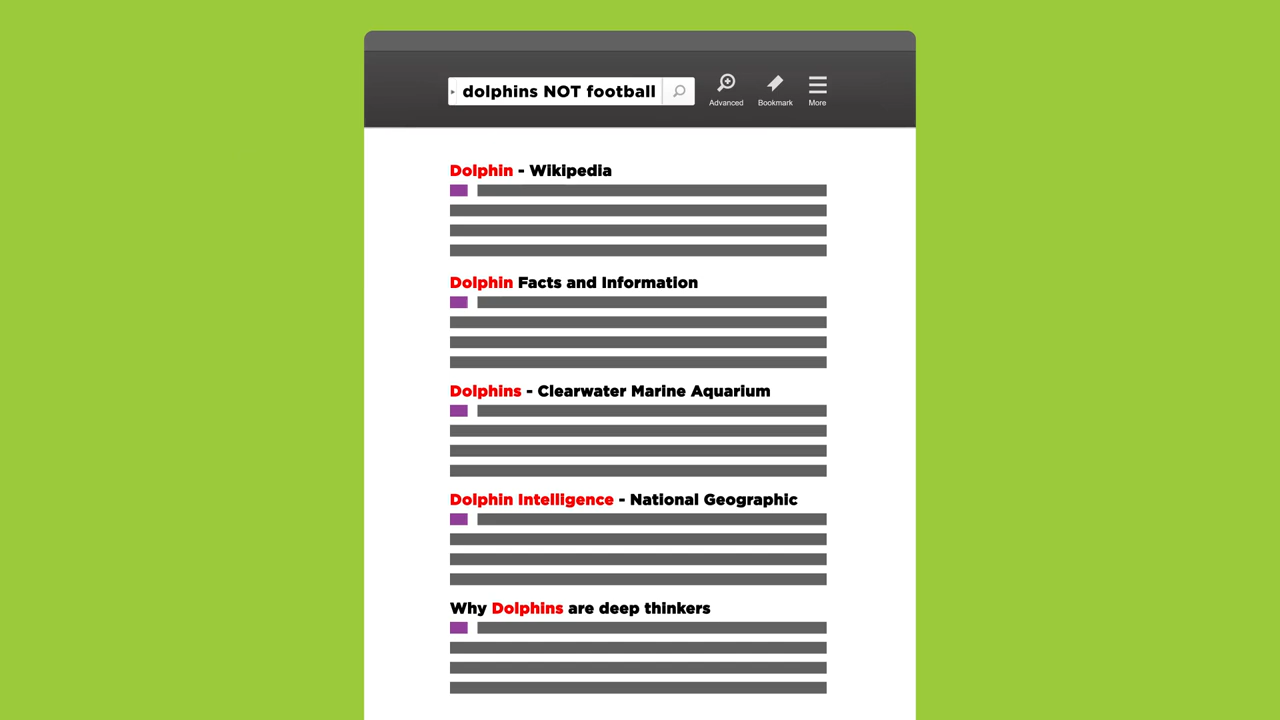 dolphins NOT football
Advanced
Bookmark
More
Dolphin - Wikipedia
Dolphin Facts and Information
Dolphins - Clearwater Marine Aquarium
Dolphin Intelligence - National Geographic
Why Dolphins are deep thinkers